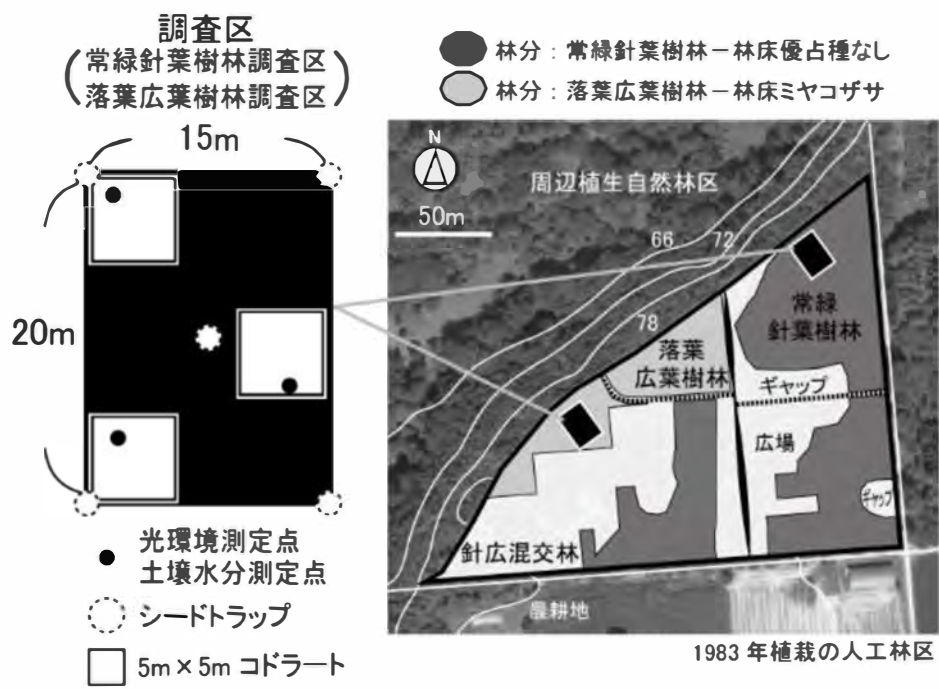 調査区
(常緑針葉樹林調査区
落葉広葉樹林調査区)
15m
20m
光環境測定点
土壌水分測定点
シードトラップ
5m×5m コドラート
林分：常緑針葉樹林－林床優占種なし
林分：落葉広葉樹林－林床ミヤコザサ
N
50m
周辺植生自然林区
66
72
78
常緑
針葉樹林
落葉
広葉樹林
ギャップ
広場
ギャップ
針広混交林
農耕地
1983年植栽の人工林区